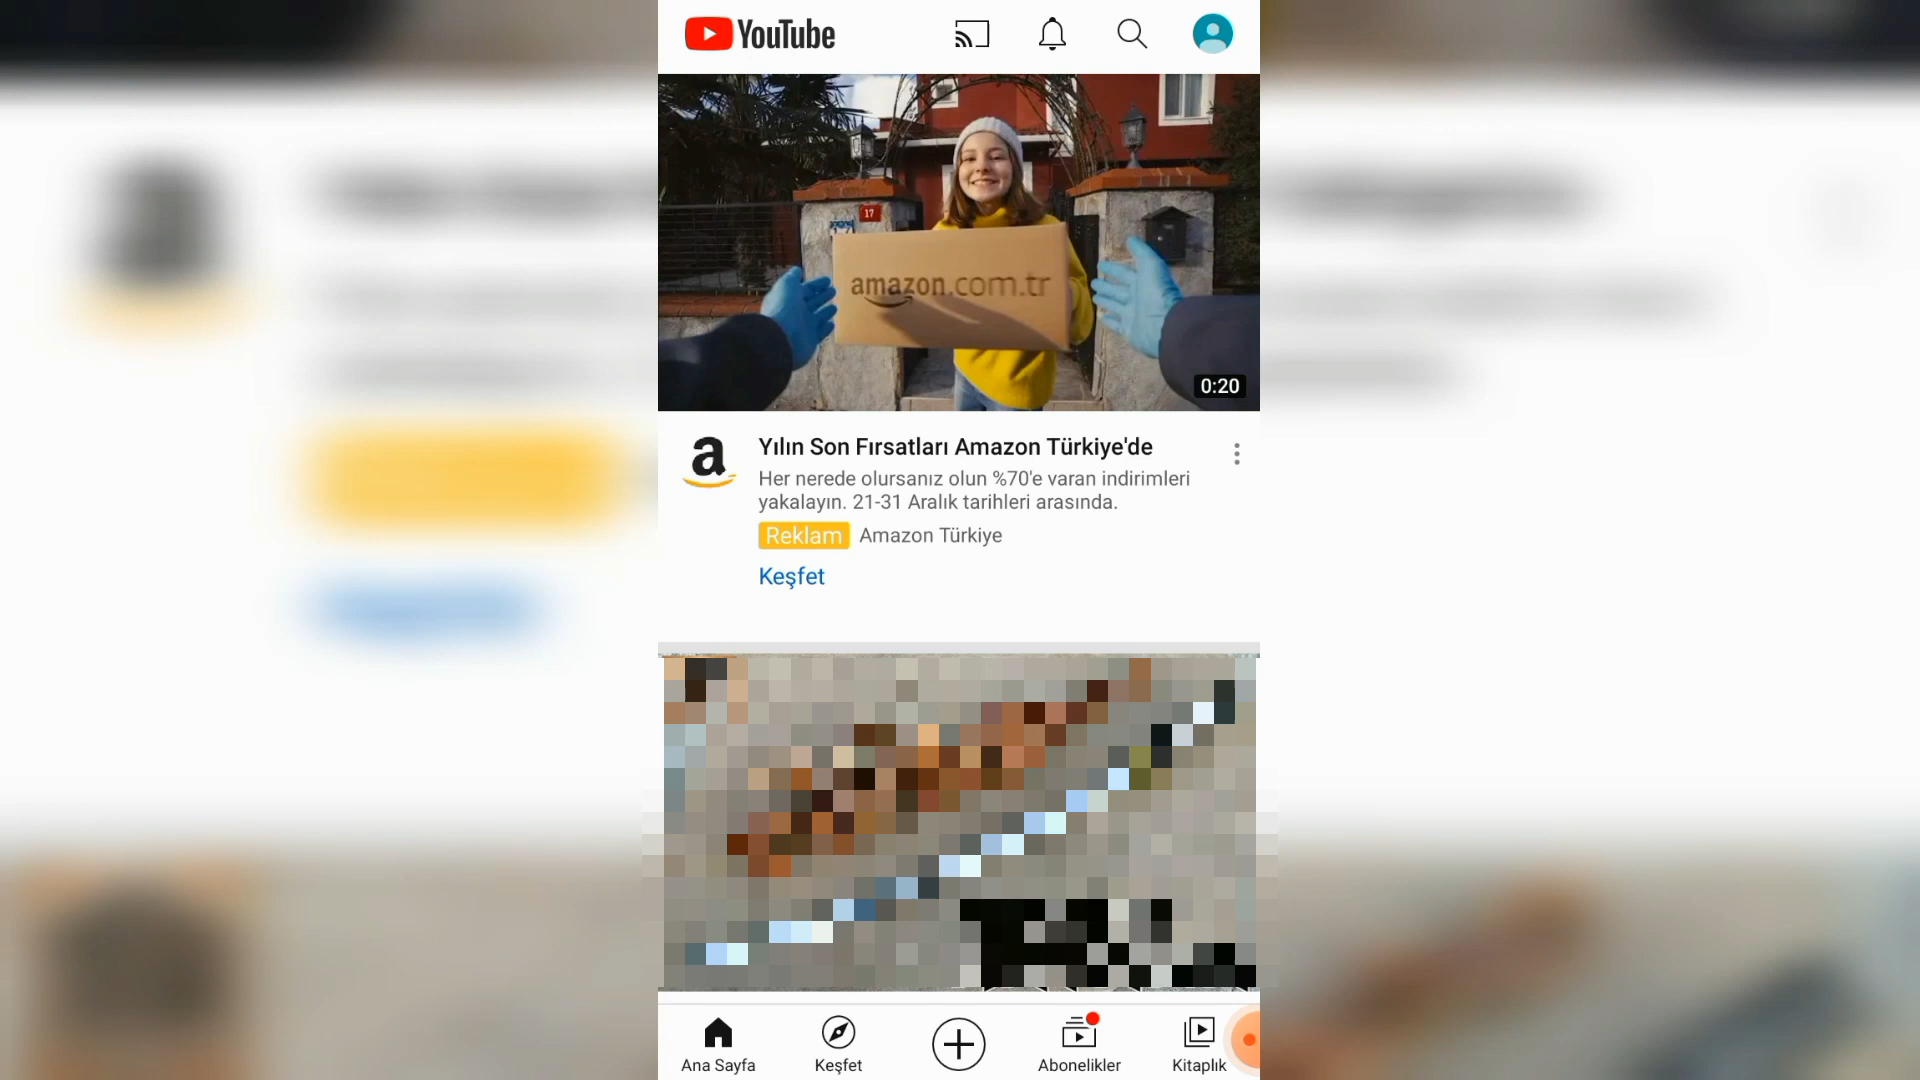 YouTube
17
amazon.com.tr
0:20
a
Yılın Son Fırsatları Amazon Türkiye'de
Her nerede olursanız olun %70'e varan indirimleri
yakalayın. 21-31 Aralık tarihleri arasında.
Reklam Amazon Türkiye
Keşfet
Ana Sayfa
Keşfet
Abonelikler
Kitaplık